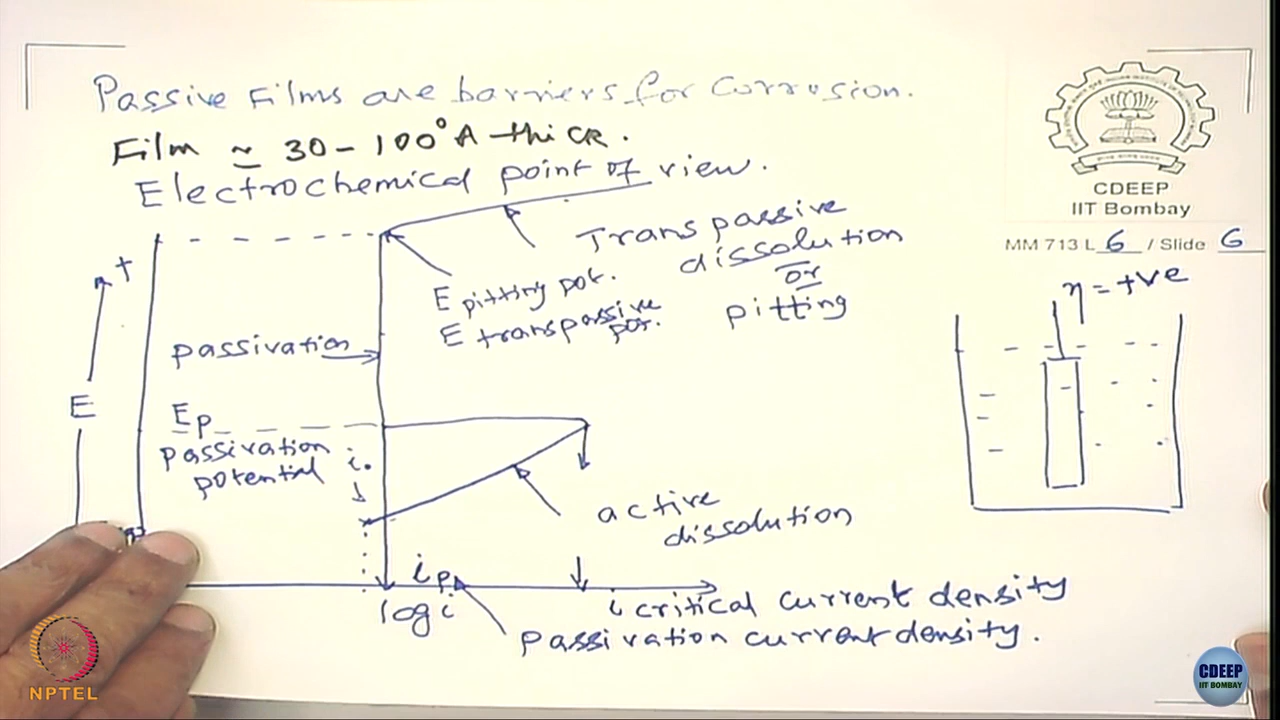 Passive Films are barriers for corrosion.
Film ≃ 30 - 100°A thick.
Electrochemical point of view.
CDEEP
IIT Bombay
MM 713 L 6 / Slide 6
+
E
Trans passive
dissolution
or
pitting
E pitting pot.
E transpassive
pot.
η = +ve
passivation
Ep
passivation
potential
i₀
active
dissolution
ip
log i
i critical current density
passivation current density.
NPTEL
CDEEP
IIT BOMBAY